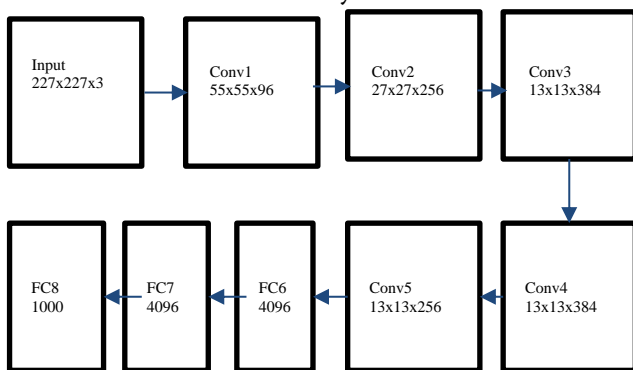 Input
227x227x3
Conv1
55x55x96
Conv2
27x27x256
Conv3
13x13x384
FC8
1000
FC7
4096
FC6
4096
Conv5
13x13x256
Conv4
13x13x384